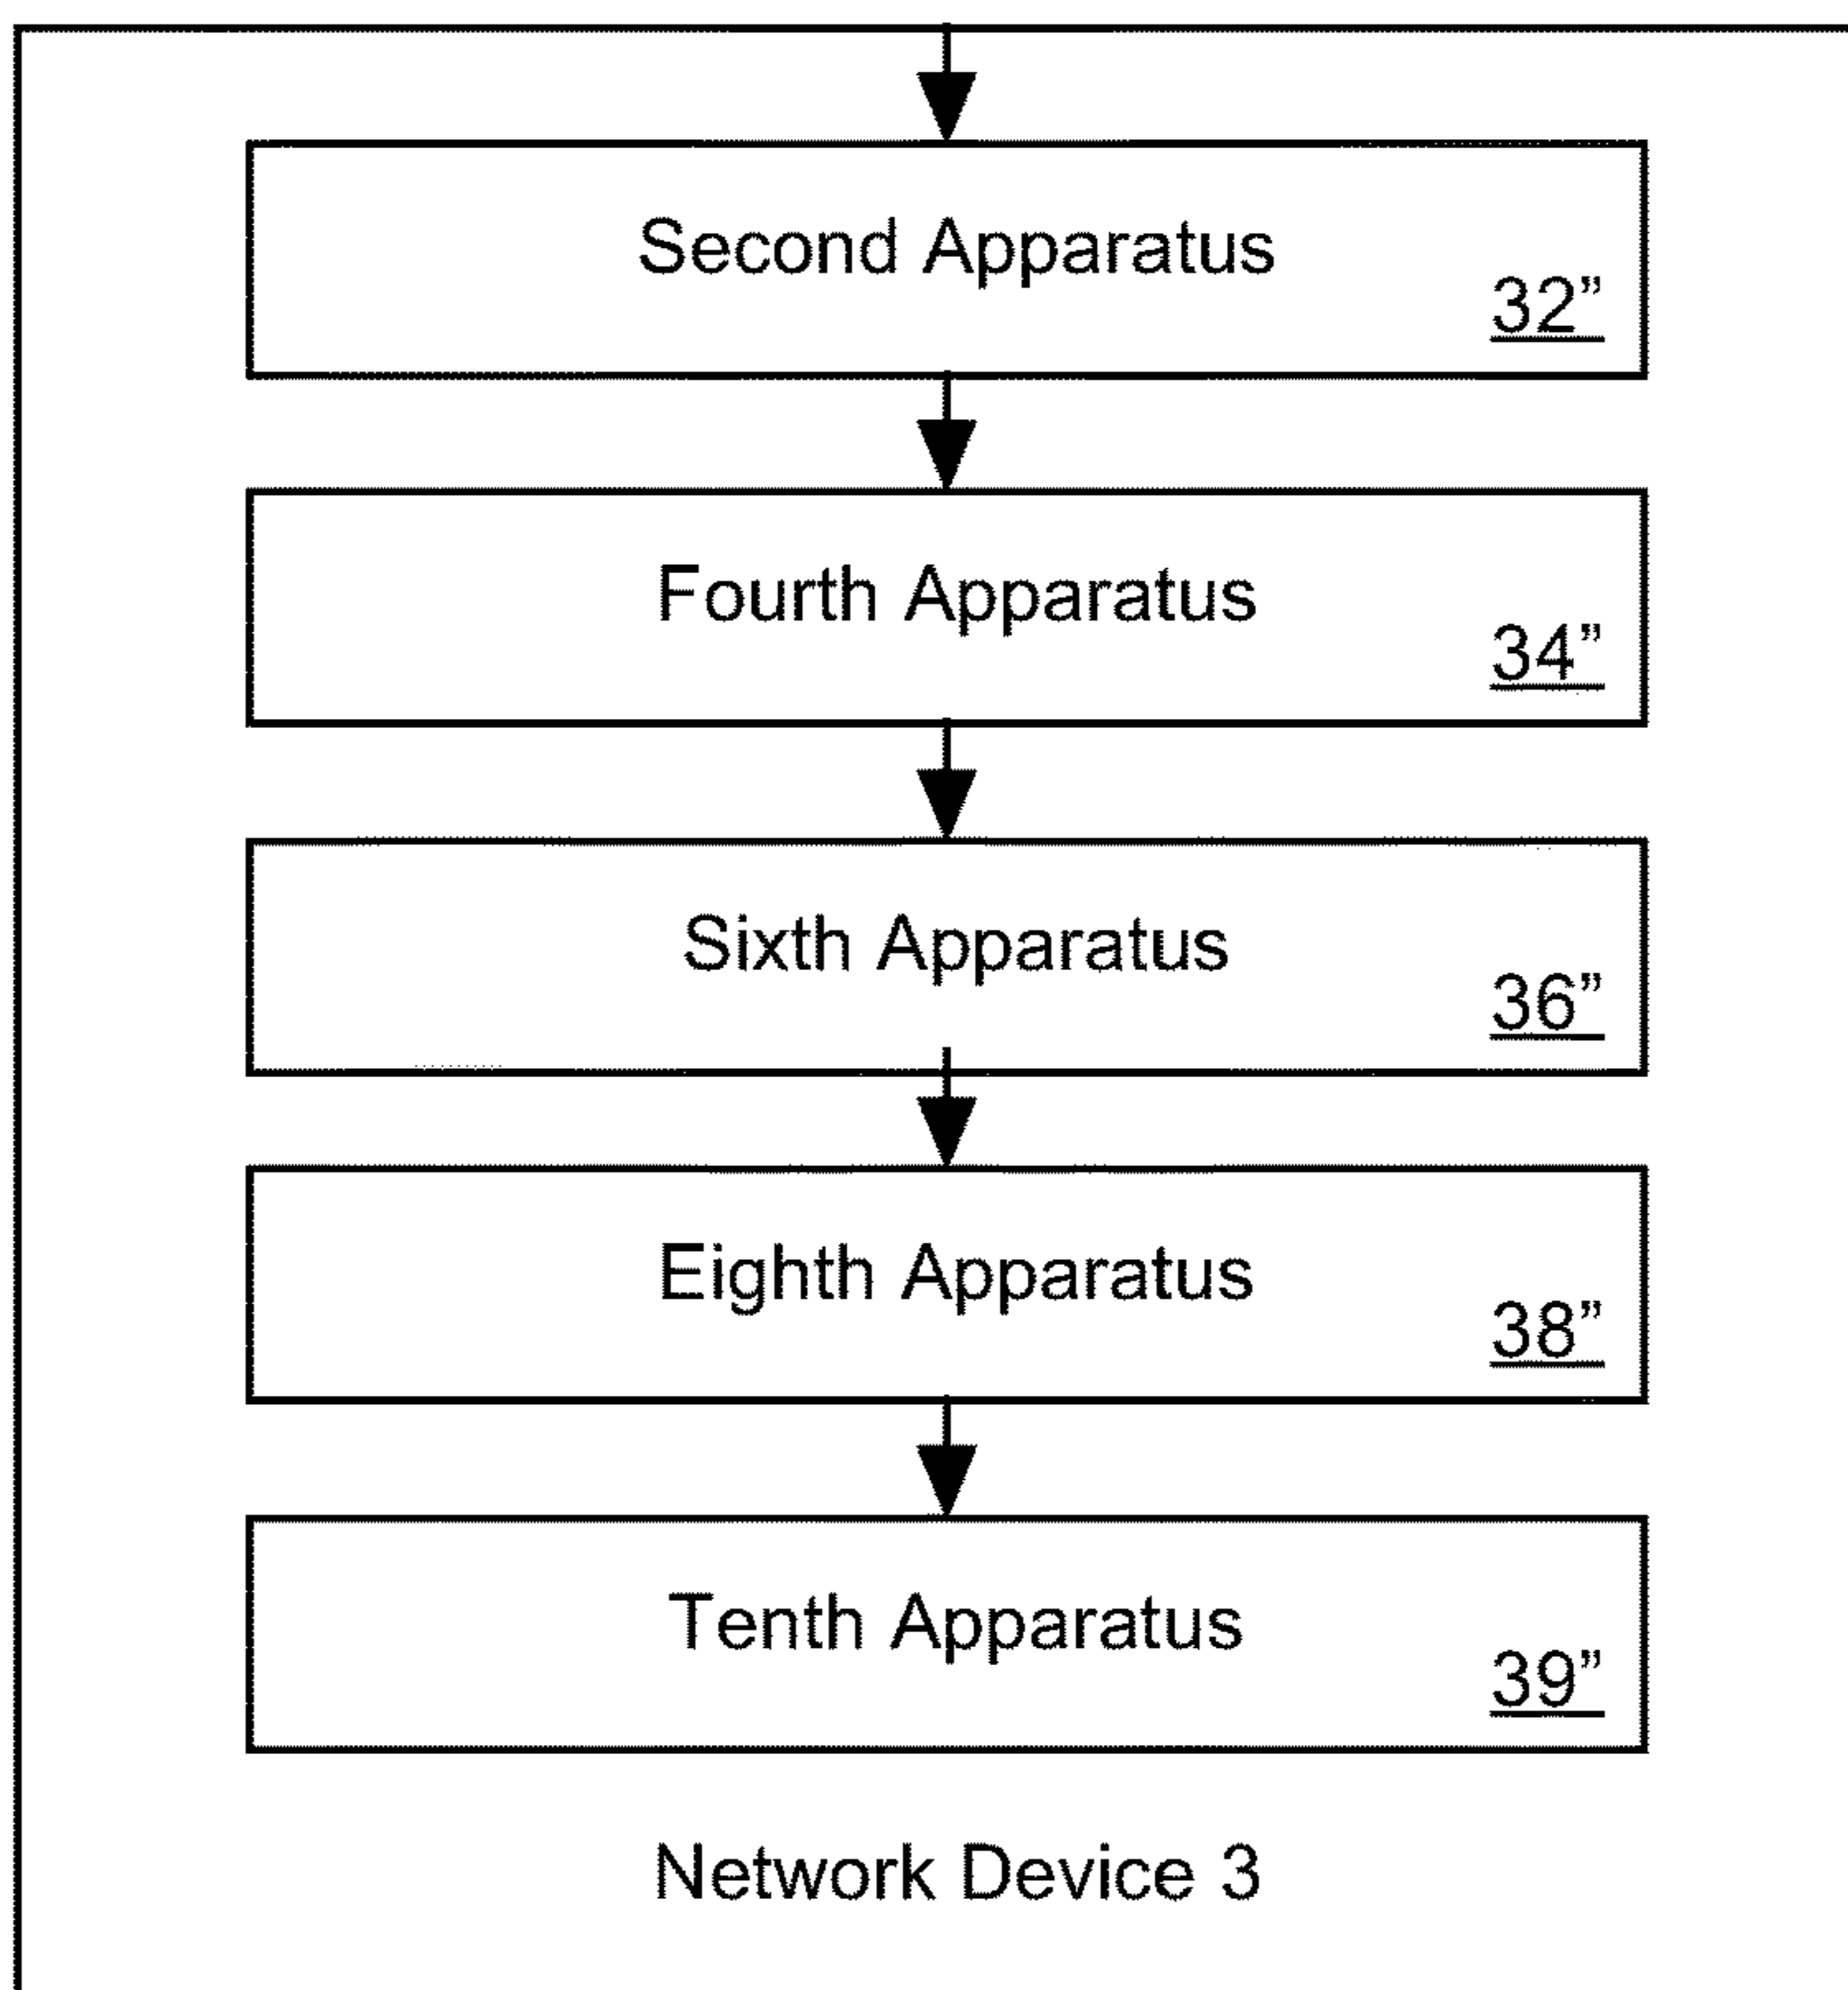 Second Apparatus
32”
Fourth Apparatus
34”
Sixth Apparatus
36”
Eighth Apparatus
38”
Tenth Apparatus
39”
Network Device 3